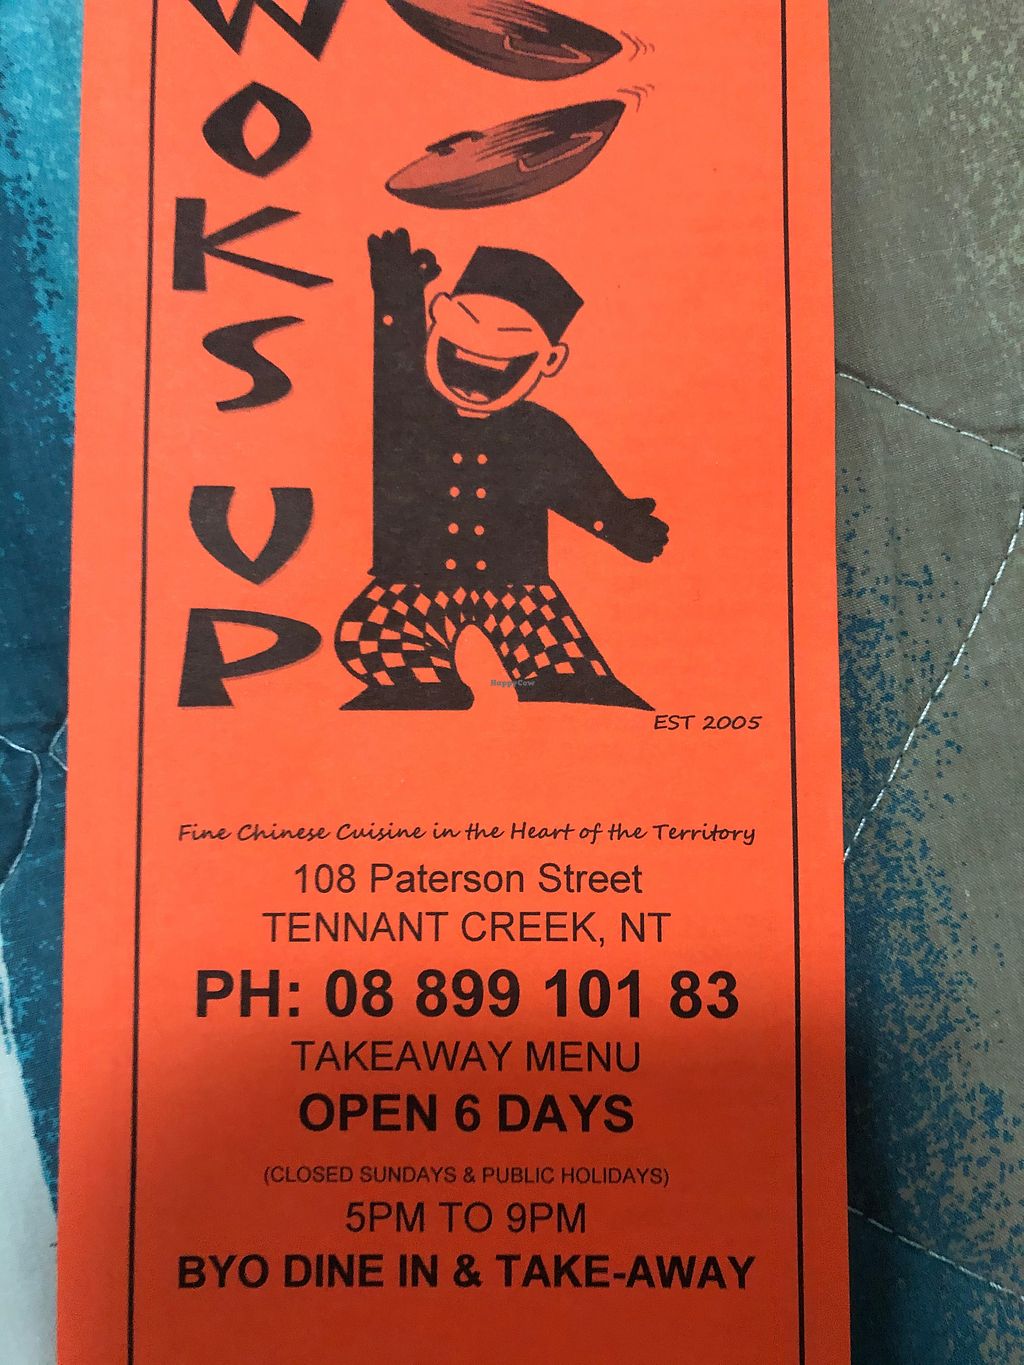 WOKS UP
HappyCow
EST 2005
Fine Chinese Cuisine in the Heart of the Territory
108 Paterson Street
TENNANT CREEK, NT
PH: 08 899 101 83
TAKEAWAY MENU
OPEN 6 DAYS
(CLOSED SUNDAYS & PUBLIC HOLIDAYS)
5PM TO 9PM
BYO DINE IN & TAKE-AWAY